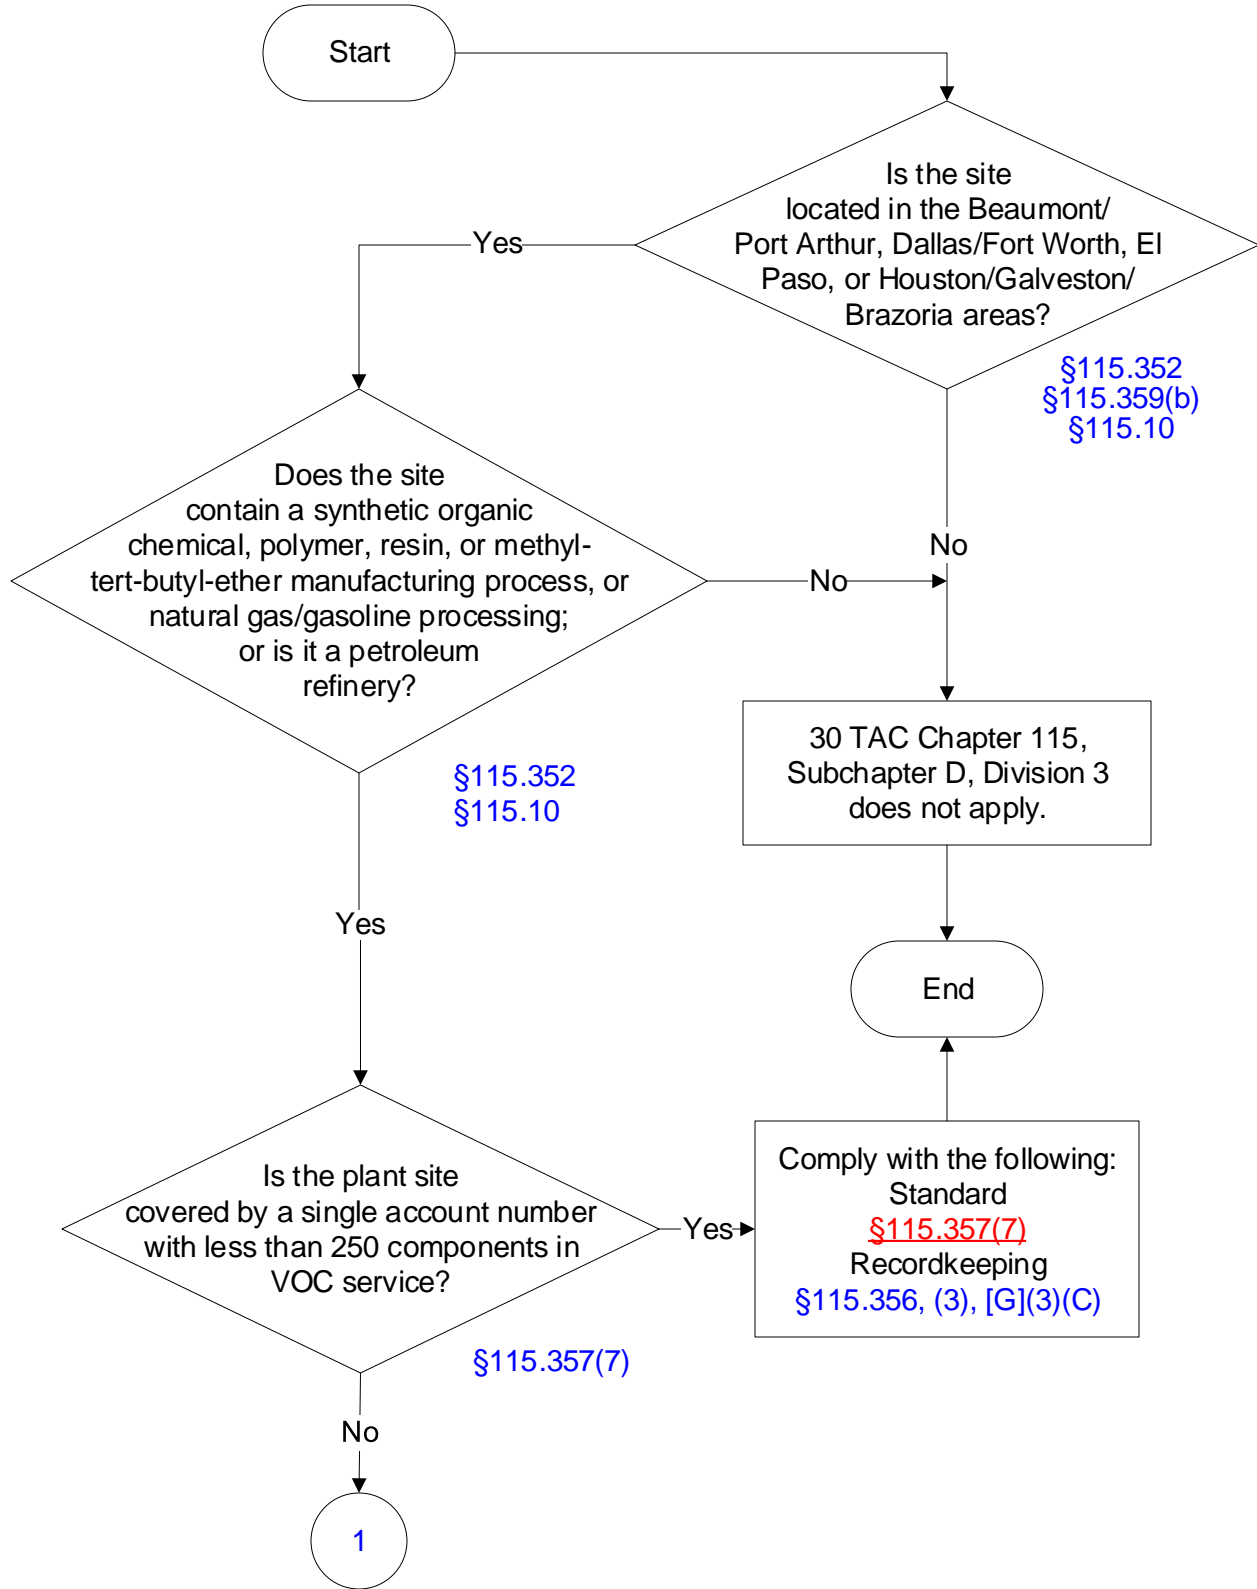 Start
Is the site
located in the Beaumont/
Port Arthur, Dallas/Fort Worth, El
Paso, or Houston/Galveston/
Brazoria areas?
Yes
§115.352
§115.359(b)
§115.10
No
Does the site
contain a synthetic organic
chemical, polymer, resin, or methyl-
tert-butyl-ether manufacturing process, or
natural gas/gasoline processing;
or is it a petroleum
refinery?
No
§115.352
§115.10
30 TAC Chapter 115,
Subchapter D, Division 3
does not apply.
Yes
End
Is the plant site
covered by a single account number
with less than 250 components in
VOC service?
Yes
§115.357(7)
Comply with the following:
Standard
§115.357(7)
Recordkeeping
§115.356, (3), [G](3)(C)
No
1